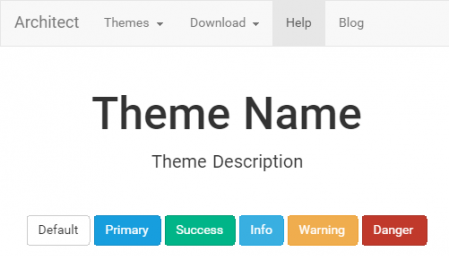 Architect Themes Download Help Blog
Theme Name
Theme Description
Default Primary Success Info Warning Danger